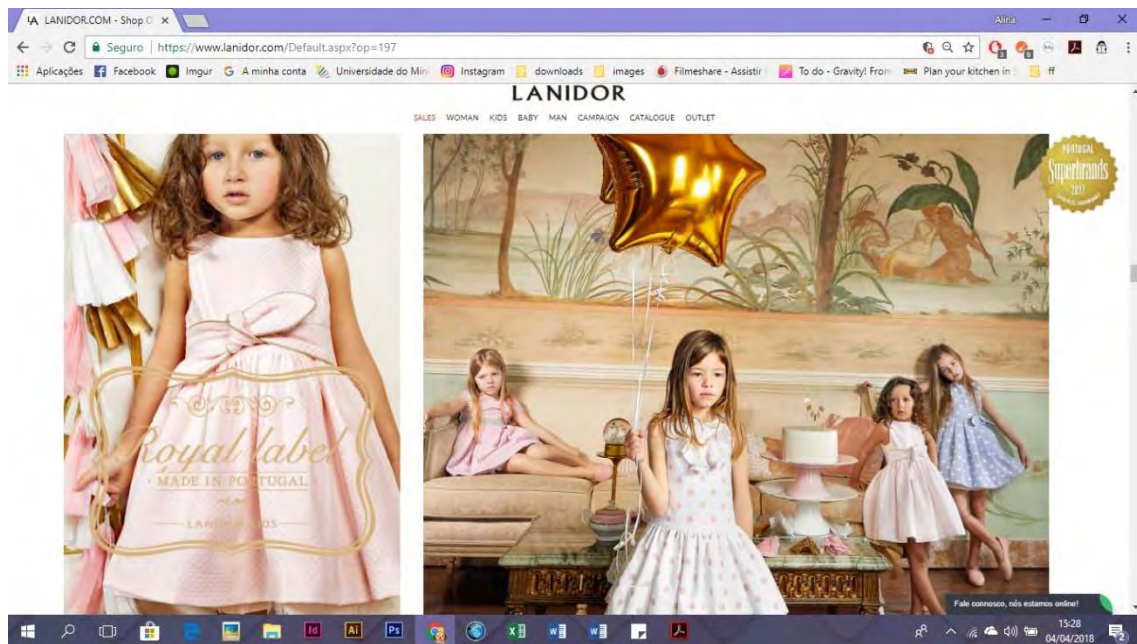 LANIDOR.COM - Shop O
Alina
Seguro
https://www.lanidor.com/Default.aspx?op=197
Aplicações
Facebook
Imgur
A minha conta
Universidade do Min
Instagram
downloads
images
Filmeshare - Assistir
To do - Gravity! From
Plan your kitchen in
ff
LANIDOR
SALES WOMAN KIDS BABY MAN CAMPAIGN CATALOGUE OUTLET
PORTUGAL
Superbrands
2017
Royal label
MADE IN PORTUGAL
LANIDOR KIDS
Fale connosco, nós estamos online!
Id
Ai
Ps
15:28
04/04/2018